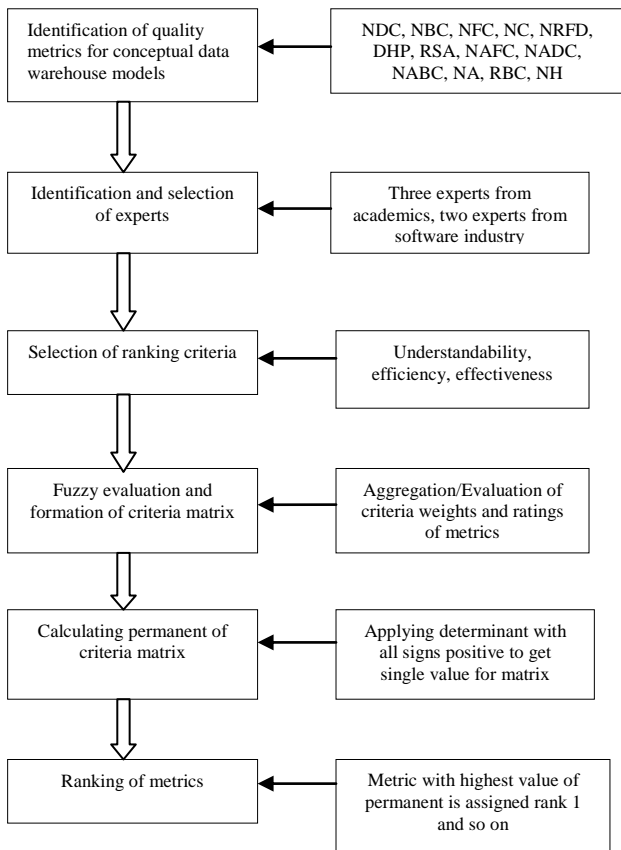 Identification of quality
metrics for conceptual data
warehouse models
NDC, NBC, NFC, NC, NRFD,
DHP, RSA, NAFC, NADC,
NABC, NA, RBC, NH
Identification and selection
of experts
Three experts from
academics, two experts from
software industry
Selection of ranking criteria
Understandability,
efficiency, effectiveness
Fuzzy evaluation and
formation of criteria matrix
Aggregation/Evaluation of
criteria weights and ratings
of metrics
Calculating permanent of
criteria matrix
Applying determinant with
all signs positive to get
single value for matrix
Ranking of metrics
Metric with highest value of
permanent is assigned rank 1
and so on